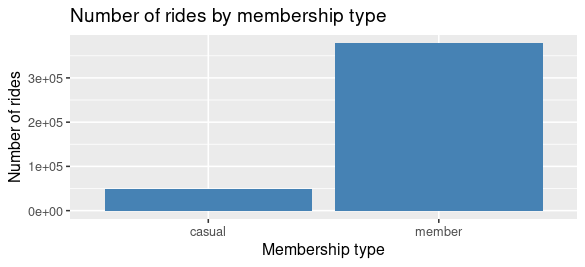 Number of rides by membership type
Number of rides
3e+05
2e+05
1e+05
0e+00
casual
member
Membership type